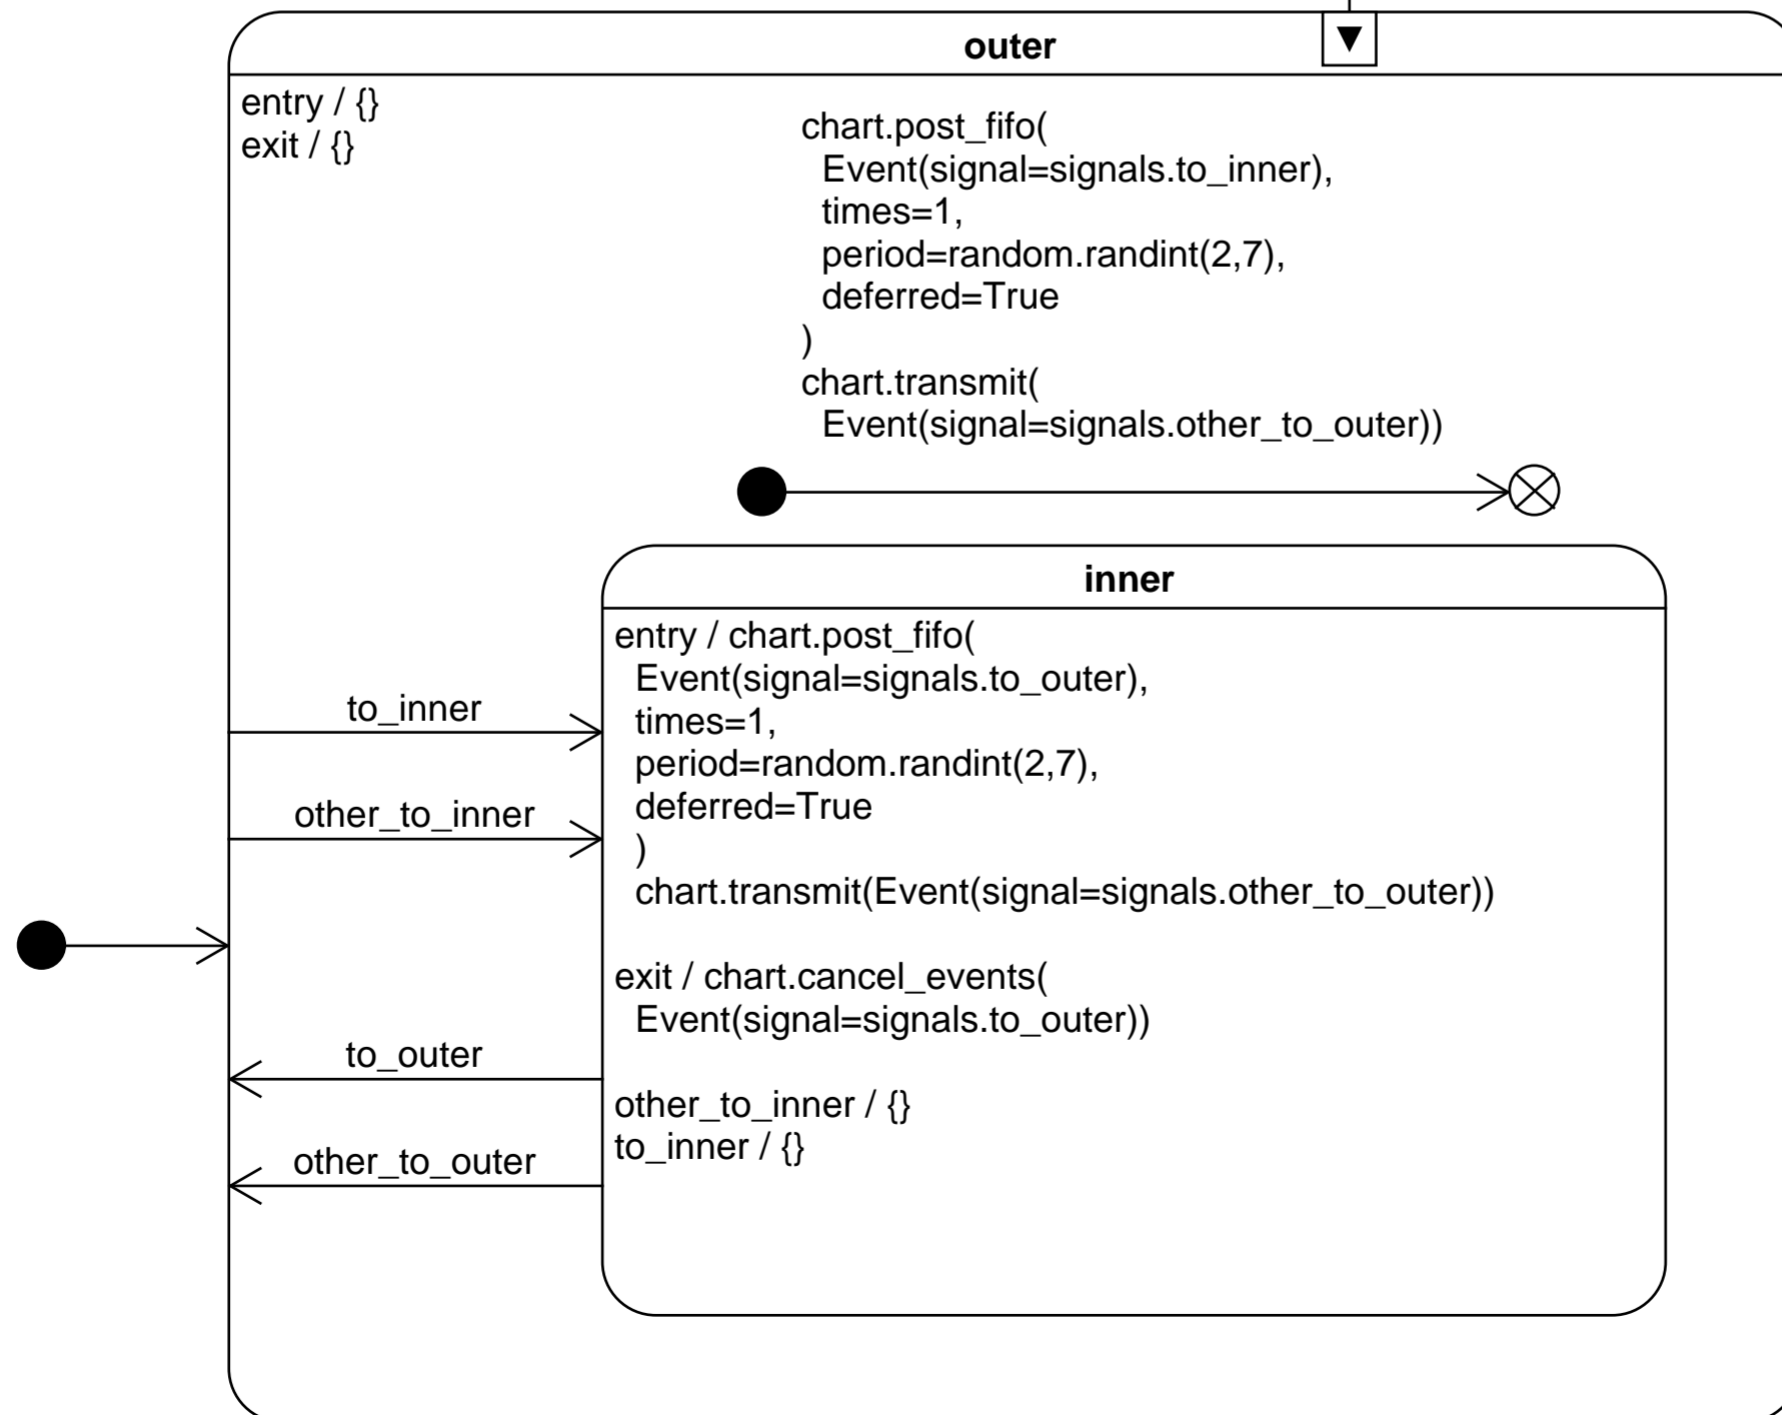 outer
entry / {}
exit / {}
chart.post_fifo(
Event(signal=signals.to_inner),
times=1,
period=random.randint(2,7),
deferred=True
)
chart.transmit(
Event(signal=signals.other_to_outer))
inner
entry / chart.post_fifo(
Event(signal=signals.to_outer),
times=1,
period=random.randint(2,7),
deferred=True
)
chart.transmit(Event(signal=signals.other_to_outer))
exit / chart.cancel_events(
Event(signal=signals.to_outer))
other_to_inner / {}
to_inner / {}
to_inner
other_to_inner
to_outer
other_to_outer